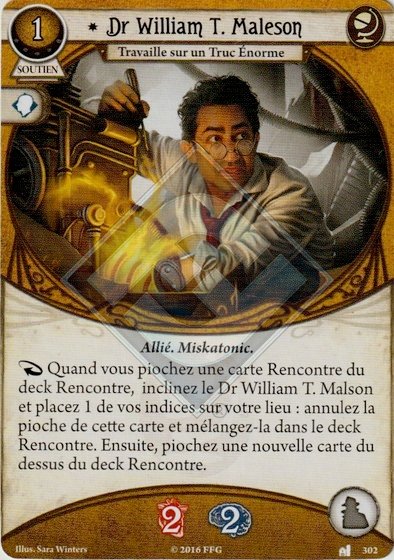 1
SOUTIEN
* Dr William T. Maleson
Travaille sur un Truc Énorme
Allié. Miskatonic.
Quand vous piochez une carte Rencontre du
deck Rencontre, inclinez le Dr William T. Malson
et placez 1 de vos indices sur votre lieu : annulez la
pioche de cette carte et mélangez-la dans le deck
Rencontre. Ensuite, piochez une nouvelle carte du
dessus du deck Rencontre.
2
2
Illus. Sara Winters
© 2016 FFG
302